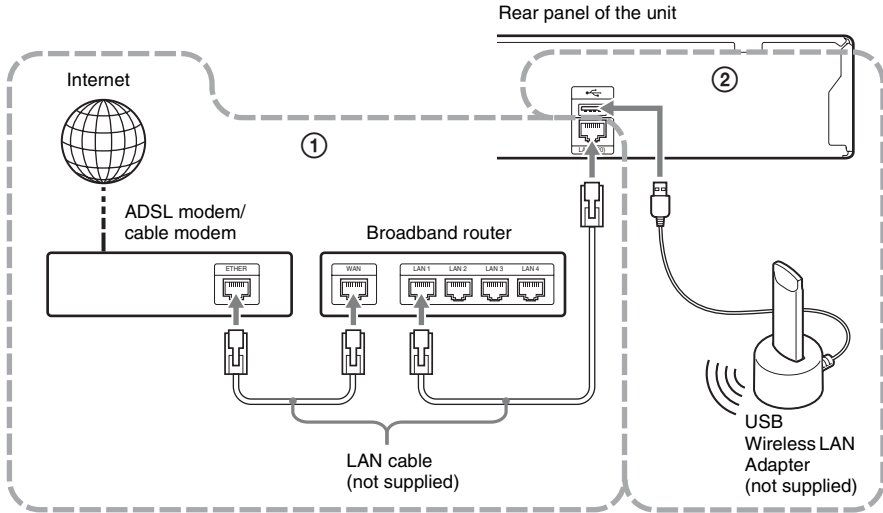 Rear panel of the unit
Internet
①
②
ADSL modem/
cable modem
Broadband router
ETHER
WAN
LAN 1
LAN 2
LAN 3
LAN 4
LAN cable
(not supplied)
USB
Wireless LAN
Adapter
(not supplied)